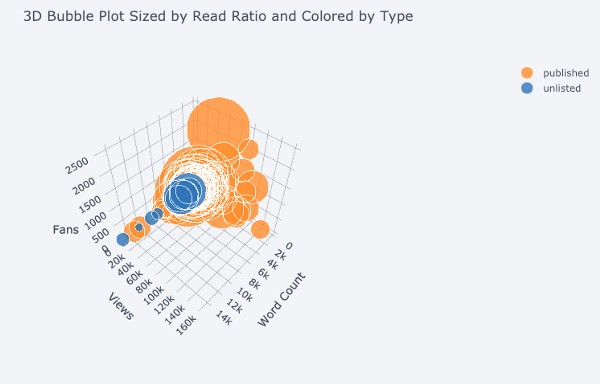 3D Bubble Plot Sized by Read Ratio and Colored by Type
published
unlisted
2500
2000
1500
1000
500
0
Fans
20k
40k
60k
80k
100k
120k
140k
160k
Views
0
2k
4k
6k
8k
10k
12k
14k
Word Count